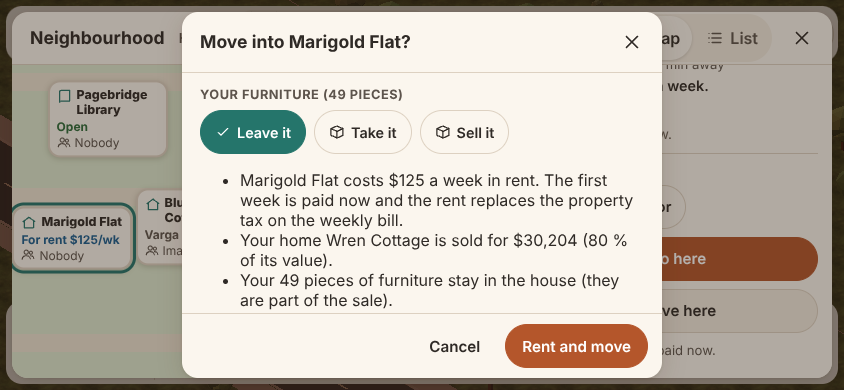 Neighbourhood
Move into Marigold Flat?
List
min away
YOUR FURNITURE (49 PIECES)
Leave it
Take it
Sell it
week.
Pagebridge
Library
Open
Nobody
Marigold Flat costs $125 a week in rent. The first
week is paid now and the rent replaces the property
tax on the weekly bill.
Your home Wren Cottage is sold for $30,204 (80 %
of its value).
Your 49 pieces of furniture stay in the house (they
are part of the sale).
Marigold Flat
For rent $125/wk
Nobody
Varga
here
here
paid now.
Cancel
Rent and move